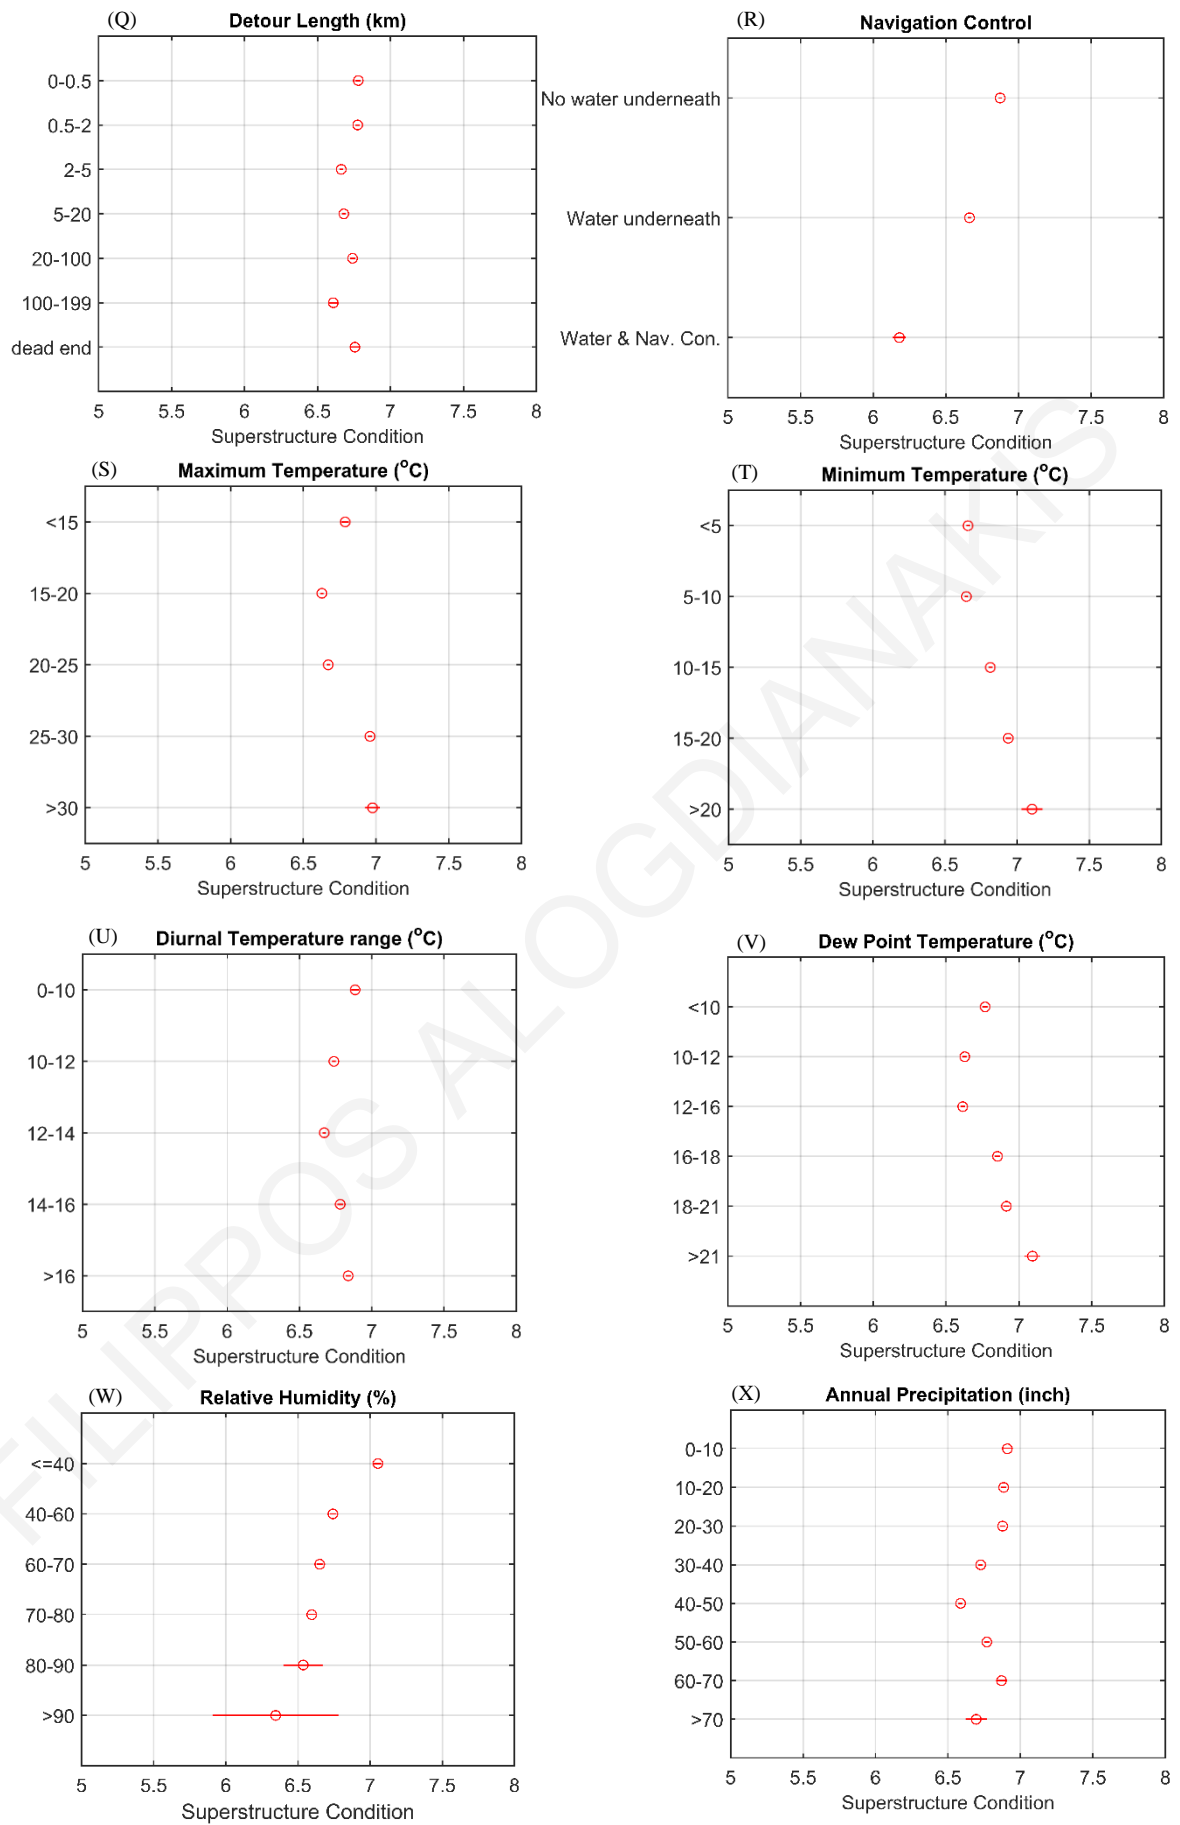 (Q) Detour Length (km)
0-0.5
0.5-2
2-5
5-20
20-100
100-199
dead end
5 5.5 6 6.5 7 7.5 8
Superstructure Condition
(R) Navigation Control
No water underneath
Water underneath
Water & Nav. Con.
5 5.5 6 6.5 7 7.5 8
Superstructure Condition
(S) Maximum Temperature (°C)
<15
15-20
20-25
25-30
>30
5 5.5 6 6.5 7 7.5 8
Superstructure Condition
(T) Minimum Temperature (°C)
<5
5-10
10-15
15-20
>20
5 5.5 6 6.5 7 7.5 8
Superstructure Condition
(U) Diurnal Temperature range (°C)
0-10
10-12
12-14
14-16
>16
5 5.5 6 6.5 7 7.5 8
Superstructure Condition
(V) Dew Point Temperature (°C)
<10
10-12
12-16
16-18
18-21
>21
5 5.5 6 6.5 7 7.5 8
Superstructure Condition
(W) Relative Humidity (%)
<=40
40-60
60-70
70-80
80-90
>90
5 5.5 6 6.5 7 7.5 8
Superstructure Condition
(X) Annual Precipitation (inch)
0-10
10-20
20-30
30-40
40-50
50-60
60-70
>70
5 5.5 6 6.5 7 7.5 8
Superstructure Condition
FILIPPOS ALOGDIANAKIS